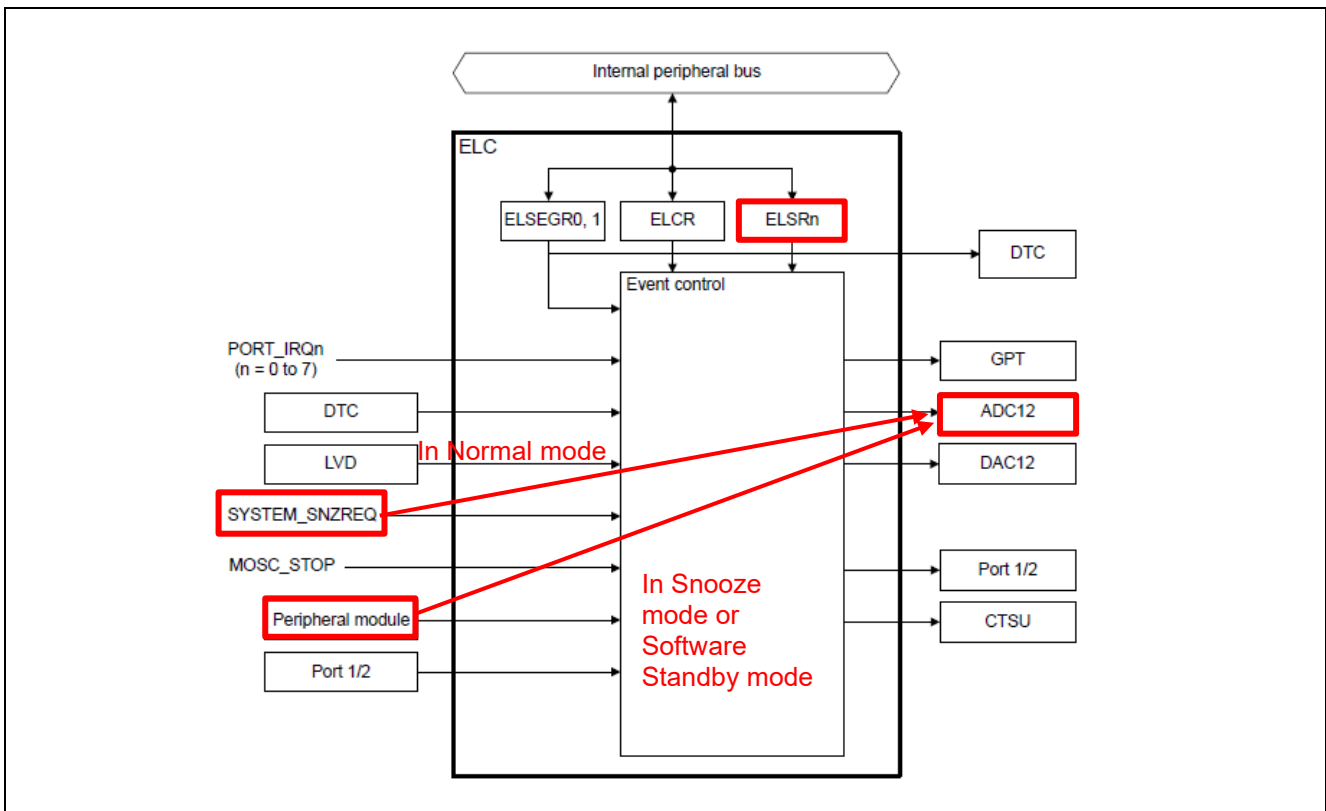 Internal peripheral bus
ELC
ELSEGR0, 1
ELCR
ELSRn
DTC
Event control
PORT_IRQn
(n = 0 to 7)
GPT
DTC
ADC12
In Normal mode
LVD
DAC12
SYSTEM_SNZREQ
MOSC_STOP
Port 1/2
In Snooze
mode or
Software
Standby mode
Peripheral module
CTSU
Port 1/2